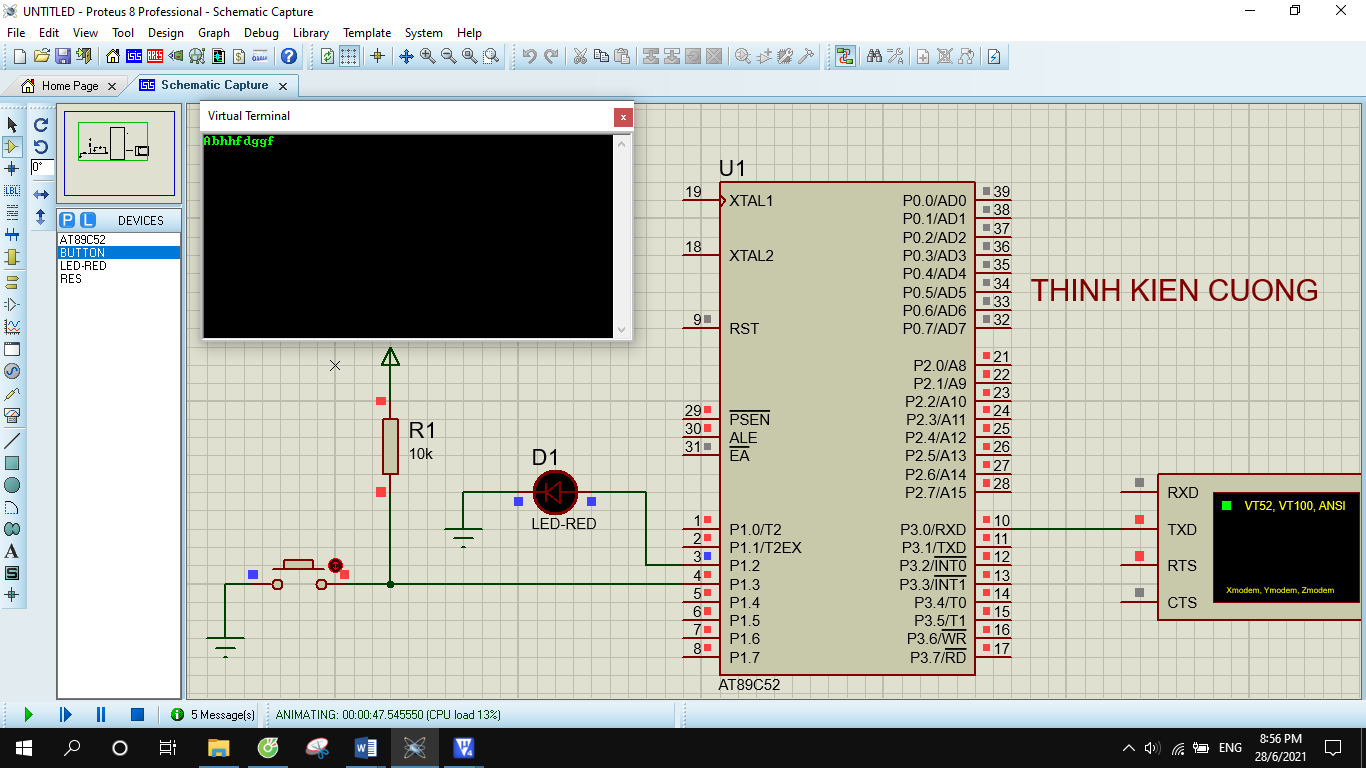 UNTITLED - Proteus 8 Professional - Schematic Capture
File Edit View Tool Design Graph Debug Library Template System Help
Home Page
Schematic Capture
Virtual Terminal
Abhhfdggf
0°
LBL
P L DEVICES
AT89C52
BUTTON
LED-RED
RES
U1
19 XTAL1
18 XTAL2
9 RST
29 PSEN
30 ALE
31 EA
1 P1.0/T2
2 P1.1/T2EX
3 P1.2
4 P1.3
5 P1.4
6 P1.5
7 P1.6
8 P1.7
P0.0/AD0 39
P0.1/AD1 38
P0.2/AD2 37
P0.3/AD3 36
P0.4/AD4 35
P0.5/AD5 34
P0.6/AD6 33
P0.7/AD7 32
P2.0/A8 21
P2.1/A9 22
P2.2/A10 23
P2.3/A11 24
P2.4/A12 25
P2.5/A13 26
P2.6/A14 27
P2.7/A15 28
P3.0/RXD 10
P3.1/TXD 11
P3.2/INT0 12
P3.3/INT1 13
P3.4/T0 14
P3.5/T1 15
P3.6/WR 16
P3.7/RD 17
AT89C52
THINH KIEN CUONG
R1
10k
D1
LED-RED
RXD
TXD
RTS
CTS
VT52, VT100, ANSI
Xmodem, Ymodem, Zmodem
A
S
5 Message(s)
ANIMATING: 00:00:47.545550 (CPU load 13%)
ENG
8:56 PM
28/6/2021